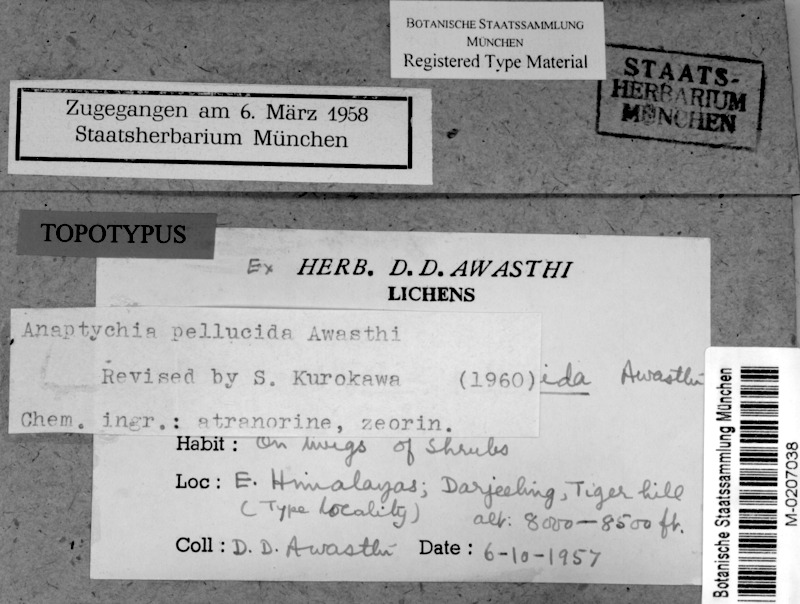 BOTANISCHE STAATSSAMMLUNG
MÜNCHEN
Registered Type Material
STAATS-
HERBARIUM
MÜNCHEN
Zugegangen am 6. März 1958
Staatsherbarium München
TOPOTYPUS
Ex HERB. D. D. AWASTHI
LICHENS
Anaptychia pellucida Awasthi
Revised by S. Kurokawa (1960)
ida Awasthi
Chem. ingr.: atranorine, zeorin.
Habit : On twigs of Shrubs
Loc : E. Himalayas; Darjeeling, Tiger hill
(Type locality) alt: 8000-8500 ft.
Coll : D. D. Awasthi Date : 6-10-1957
Botanische Staatssammlung München
M-0207038